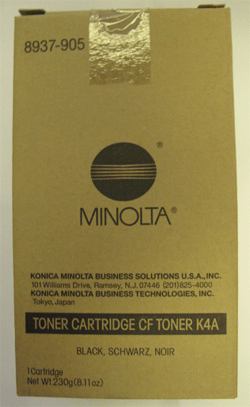 8937-905
®
MINOLTA®
KONICA MINOLTA BUSINESS SOLUTIONS U.S.A., INC.
101 Williams Drive, Ramsey, N.J. 07446 (201)825-4000
KONICA MINOLTA BUSINESS TECHNOLOGIES, INC.
Tokyo, Japan
TONER CARTRIDGE CF TONER K4A
BLACK, SCHWARZ, NOIR
1 Cartridge
Net Wt.230g(8.11oz)